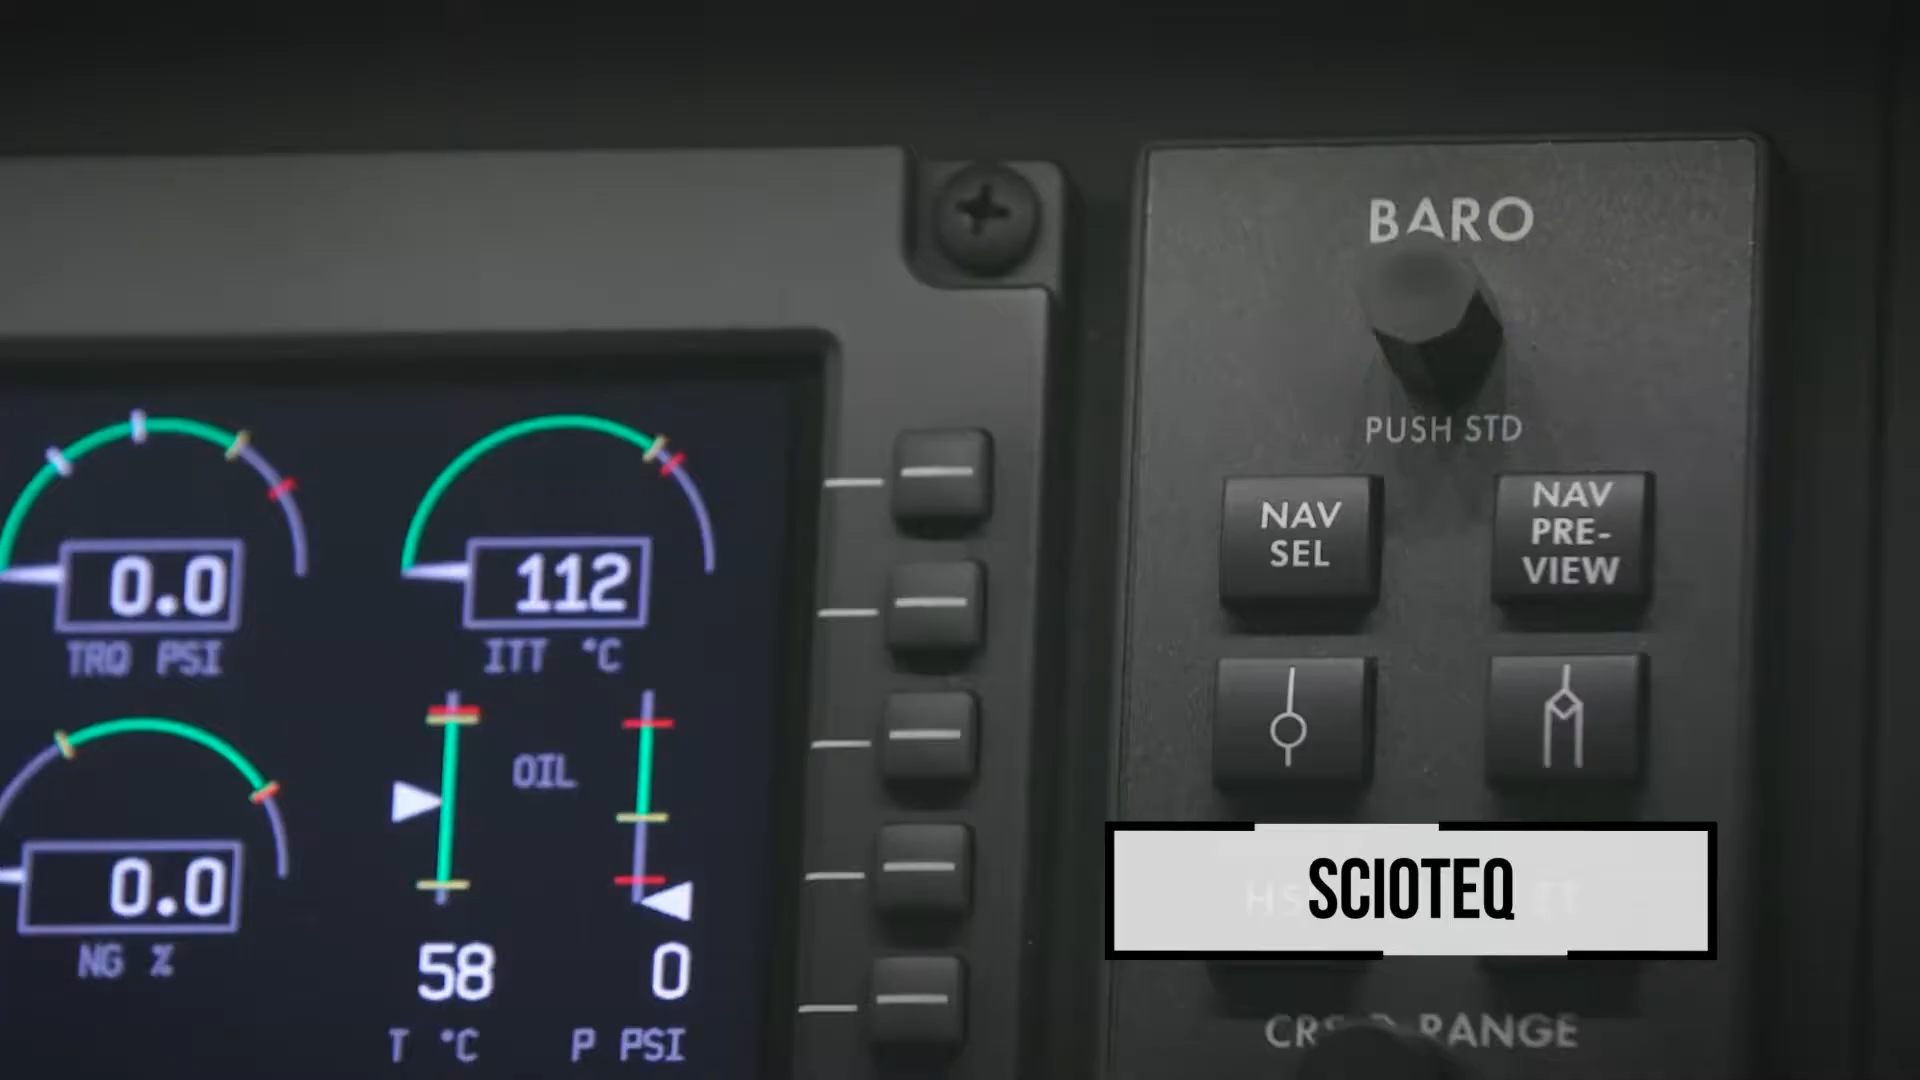 BARO
PUSH STD
NAV
SEL
NAV
PRE-
VIEW
0.0
TRQ PSI
112
ITT °C
OIL
0.0
NG %
58
0
T °C
P PSI
SCIOTEQ
RANGE